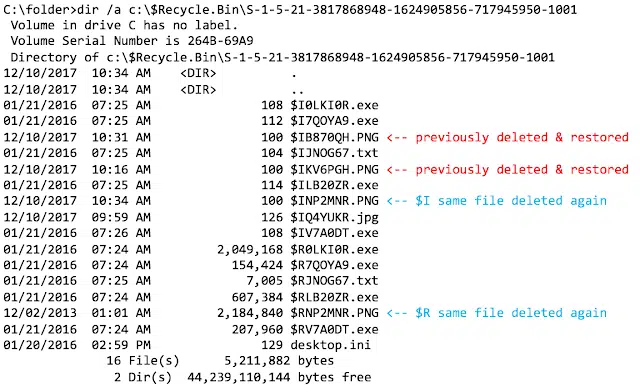 C:\folder>dir /a c:\$Recycle.Bin\S-1-5-21-3817868948-1624905856-717945950-1001
Volume in drive C has no label.
Volume Serial Number is 264B-69A9
Directory of c:\$Recycle.Bin\S-1-5-21-3817868948-1624905856-717945950-1001
12/10/2017 10:34 AM <DIR> .
12/10/2017 10:34 AM <DIR> ..
01/21/2016 07:25 AM 108 $I0LKI0R.exe
01/21/2016 07:25 AM 112 $I7QOYA9.exe
12/10/2017 10:31 AM 100 $IB870QH.PNG <-- previously deleted & restored
01/21/2016 07:25 AM 104 $IJNOG67.txt
12/10/2017 10:16 AM 100 $IKV6PGH.PNG <-- previously deleted & restored
01/21/2016 07:25 AM 114 $ILB20ZR.exe
12/10/2017 10:34 AM 100 $INP2MNR.PNG <-- $I same file deleted again
12/10/2017 09:59 AM 126 $IQ4YUKR.jpg
01/21/2016 07:26 AM 108 $IV7A0DT.exe
01/21/2016 07:24 AM 2,049,168 $R0LKI0R.exe
01/21/2016 07:24 AM 154,424 $R7QOYA9.exe
01/21/2016 07:24 AM 7,005 $RJNOG67.txt
01/21/2016 07:24 AM 607,384 $RLB20ZR.exe
12/02/2013 01:01 AM 2,184,840 $RNP2MNR.PNG <-- $R same file deleted again
01/21/2016 07:24 AM 207,960 $RV7A0DT.exe
01/20/2016 02:59 PM 129 desktop.ini
16 File(s) 5,211,882 bytes
2 Dir(s) 44,239,110,144 bytes free